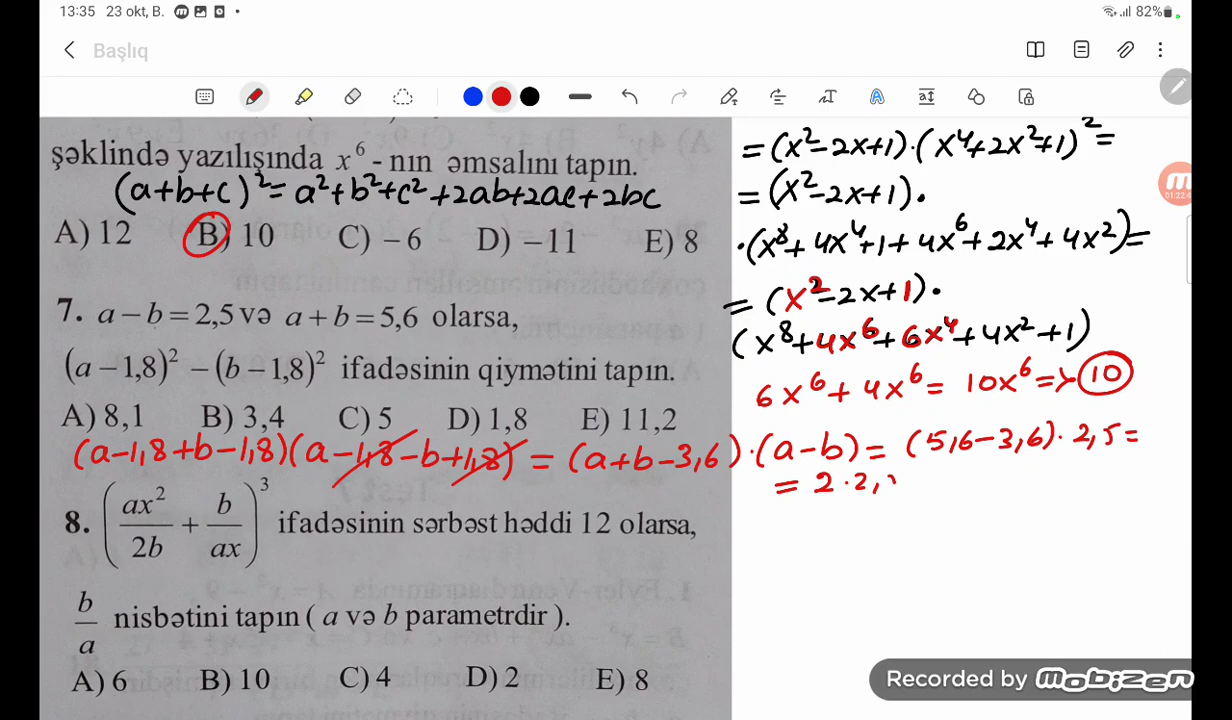 13:35 23 okt, B. 82%
Başlıq
şəklində yazılışında x⁶-nın əmsalını tapın.
(a+b+c)² = a²+b²+c²+2ab+2ac+2bc
A) 12 B) 10 C) −6 D) −11 E) 8
7. a−b=2,5 və a+b=5,6 olarsa,
(a−1,8)² −(b−1,8)² ifadəsinin qiymətini tapın.
A) 8,1 B) 3,4 C) 5 D) 1,8 E) 11,2
(a-1,8+b-1,8)(a-1,8-b+1,8) = (a+b-3,6)·(a-b) = (5,6-3,6)·2,5=
= 2·2,
8. (ax²/2b + b/ax)³ ifadəsinin sərbəst həddi 12 olarsa,
b/a nisbətini tapın ( a və b parametrdir ).
A) 6 B) 10 C) 4 D) 2 E) 8
=(x²-2x+1)·(x⁴+2x²+1)²=
=(x²-2x+1)·
·(x⁸+4x⁴+1+4x⁶+2x⁴+4x²)=
=(x²-2x+1)·
(x⁸+4x⁶+6x⁴+4x²+1)
6x⁶+4x⁶= 10x⁶=>10
01:22:4
Recorded by mobizen